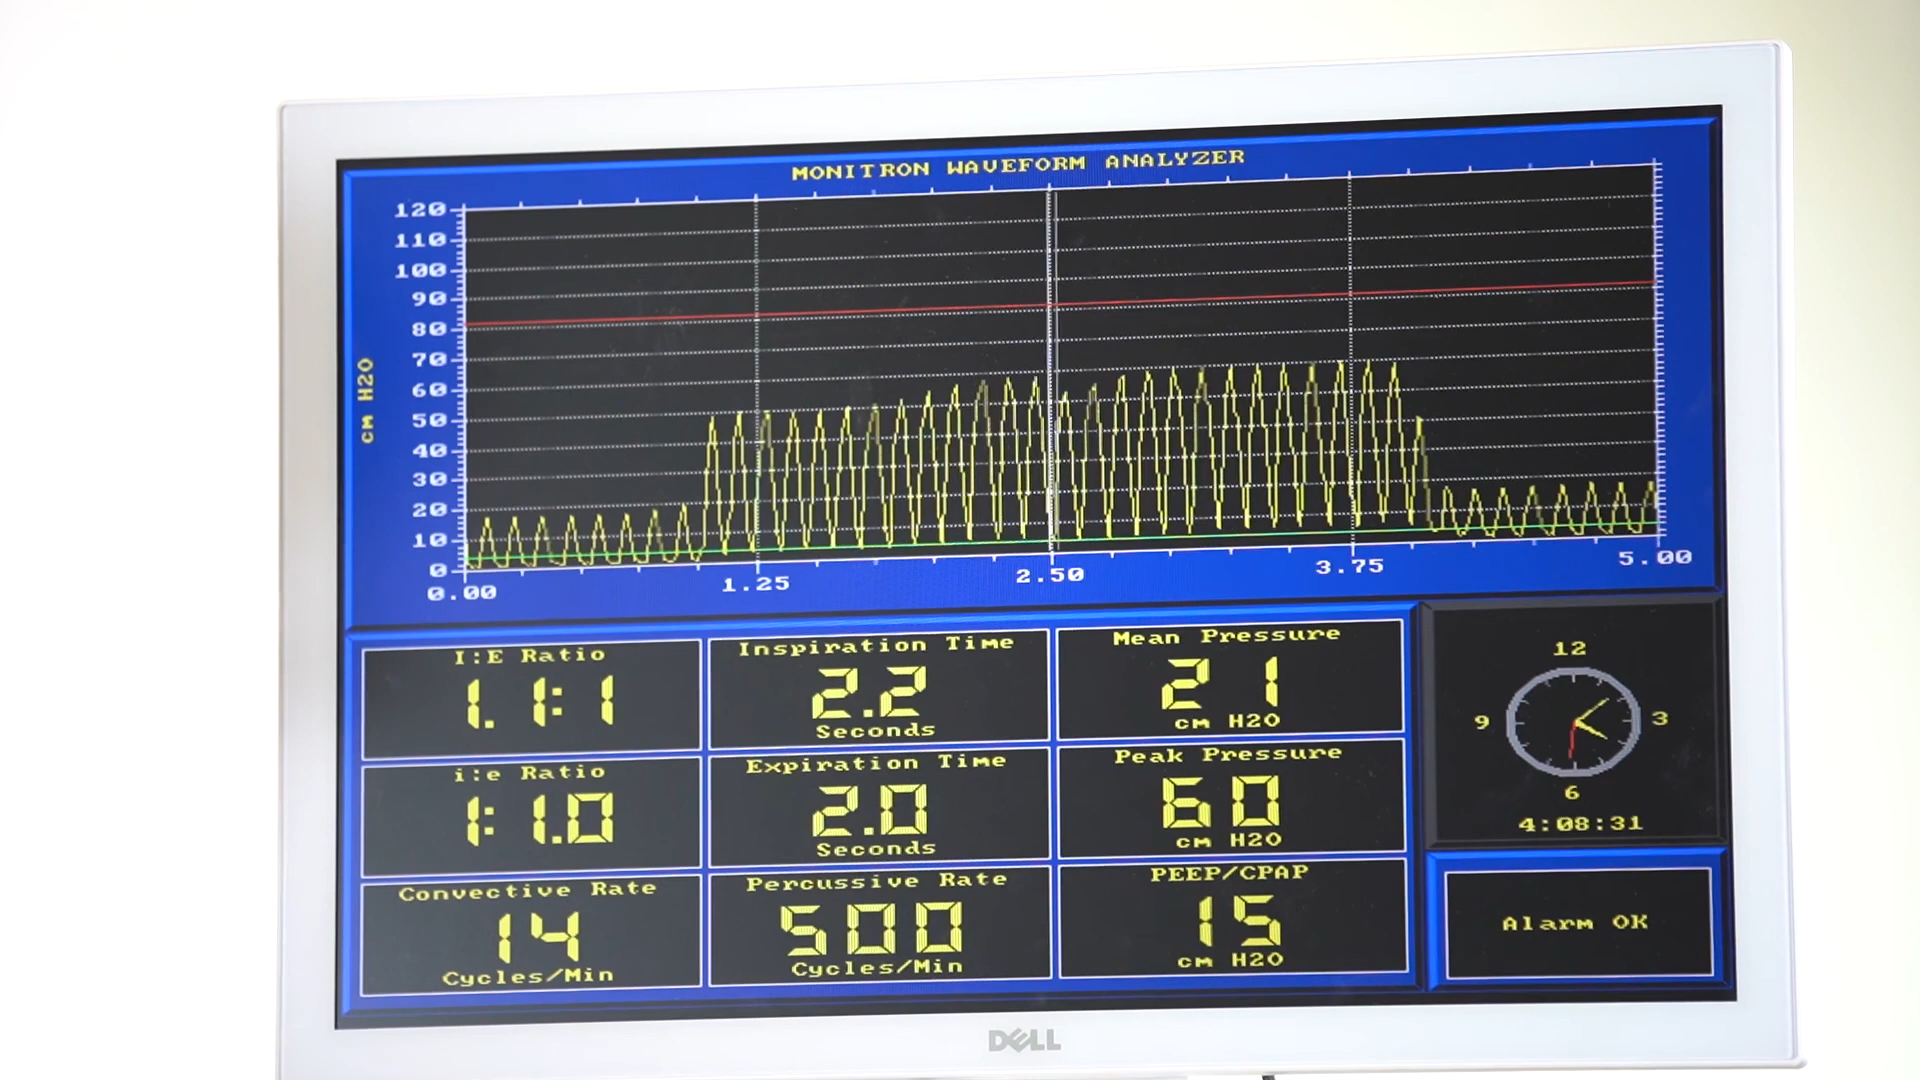 MONITRON WAVEFORM ANALYZER
120
110
100
90
80
70
60
50
40
30
20
10
0
cm H2O
0.00 1.25 2.50 3.75 5.00
I:E Ratio
1.1:1
Inspiration Time
2.2
Seconds
Mean Pressure
21
cm H2O
i:e Ratio
1:1.0
Expiration Time
2.0
Seconds
Peak Pressure
60
cm H2O
Convective Rate
14
Cycles/Min
Percussive Rate
500
Cycles/Min
PEEP/CPAP
15
cm H2O
12
9 3
6
4:08:31
Alarm OK
DELL